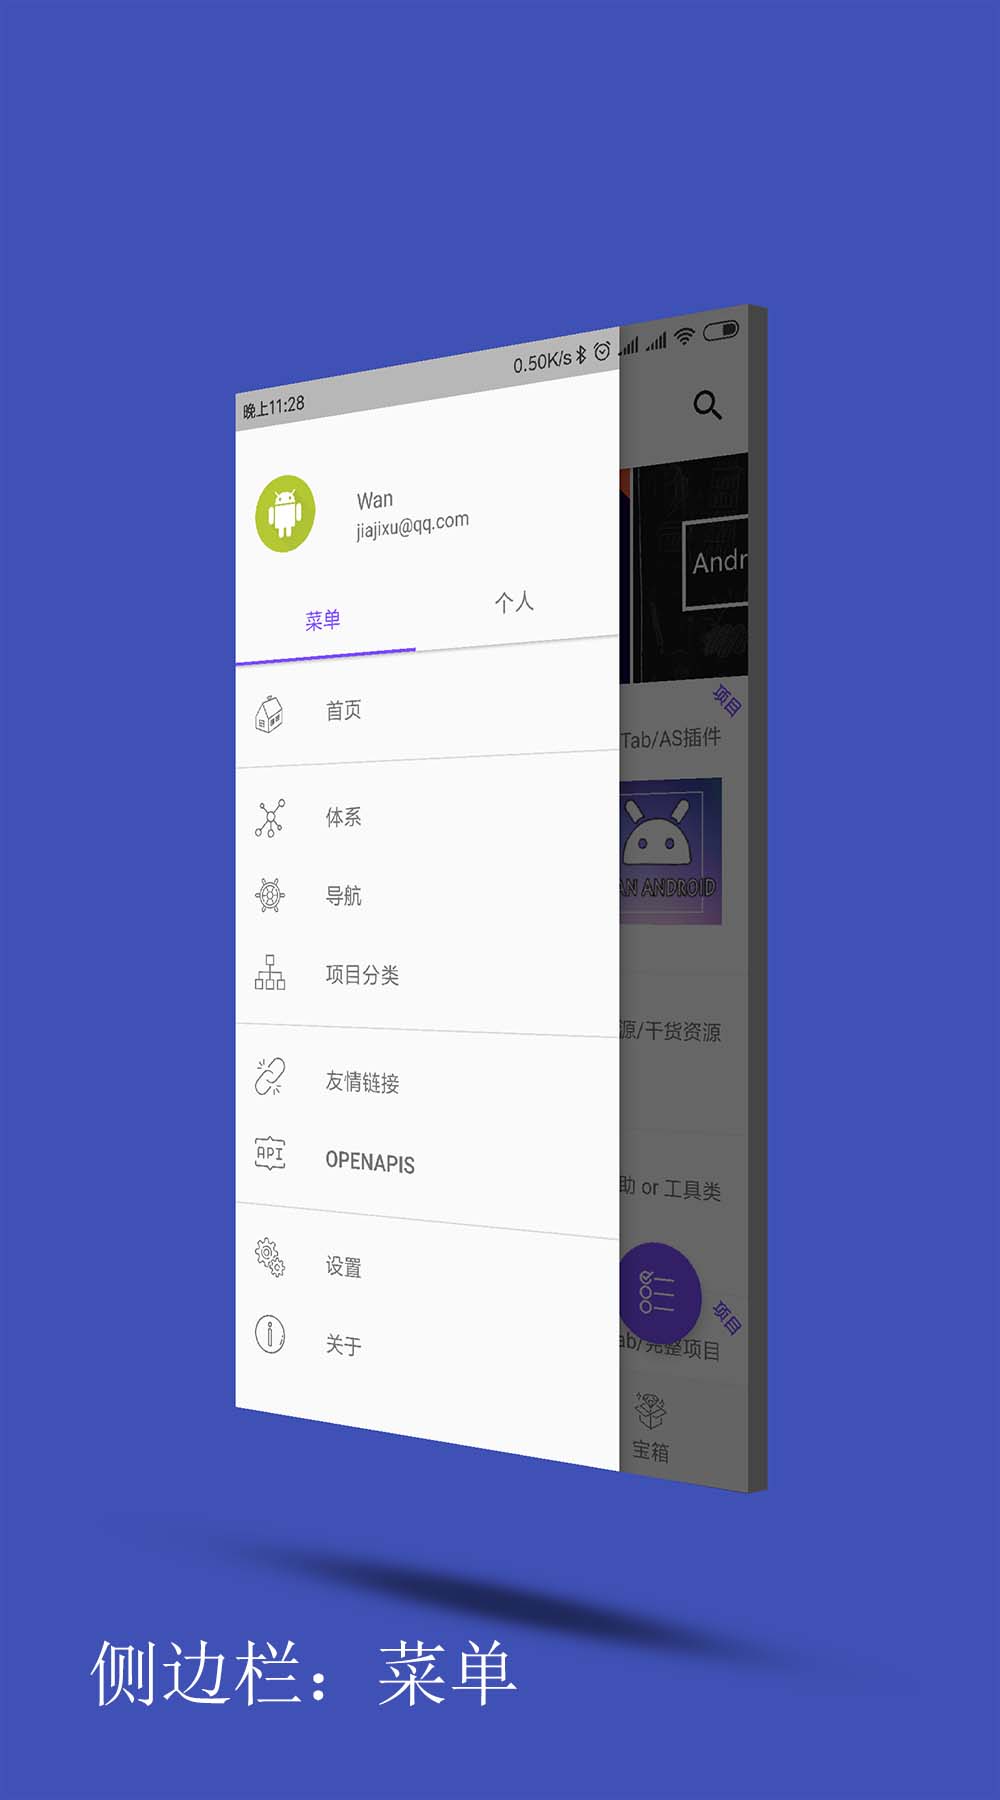 晚上11:28
0.50K/s
Wan
jiajixu@qq.com
菜单
个人
首页
体系
导航
项目分类
友情链接
API
OPENAPIS
设置
关于
Andr
项目
Tab/AS插件
AN ANDROID
源/干货资源
助 or 工具类
项目
ab/完整项目
宝箱
侧边栏：菜单